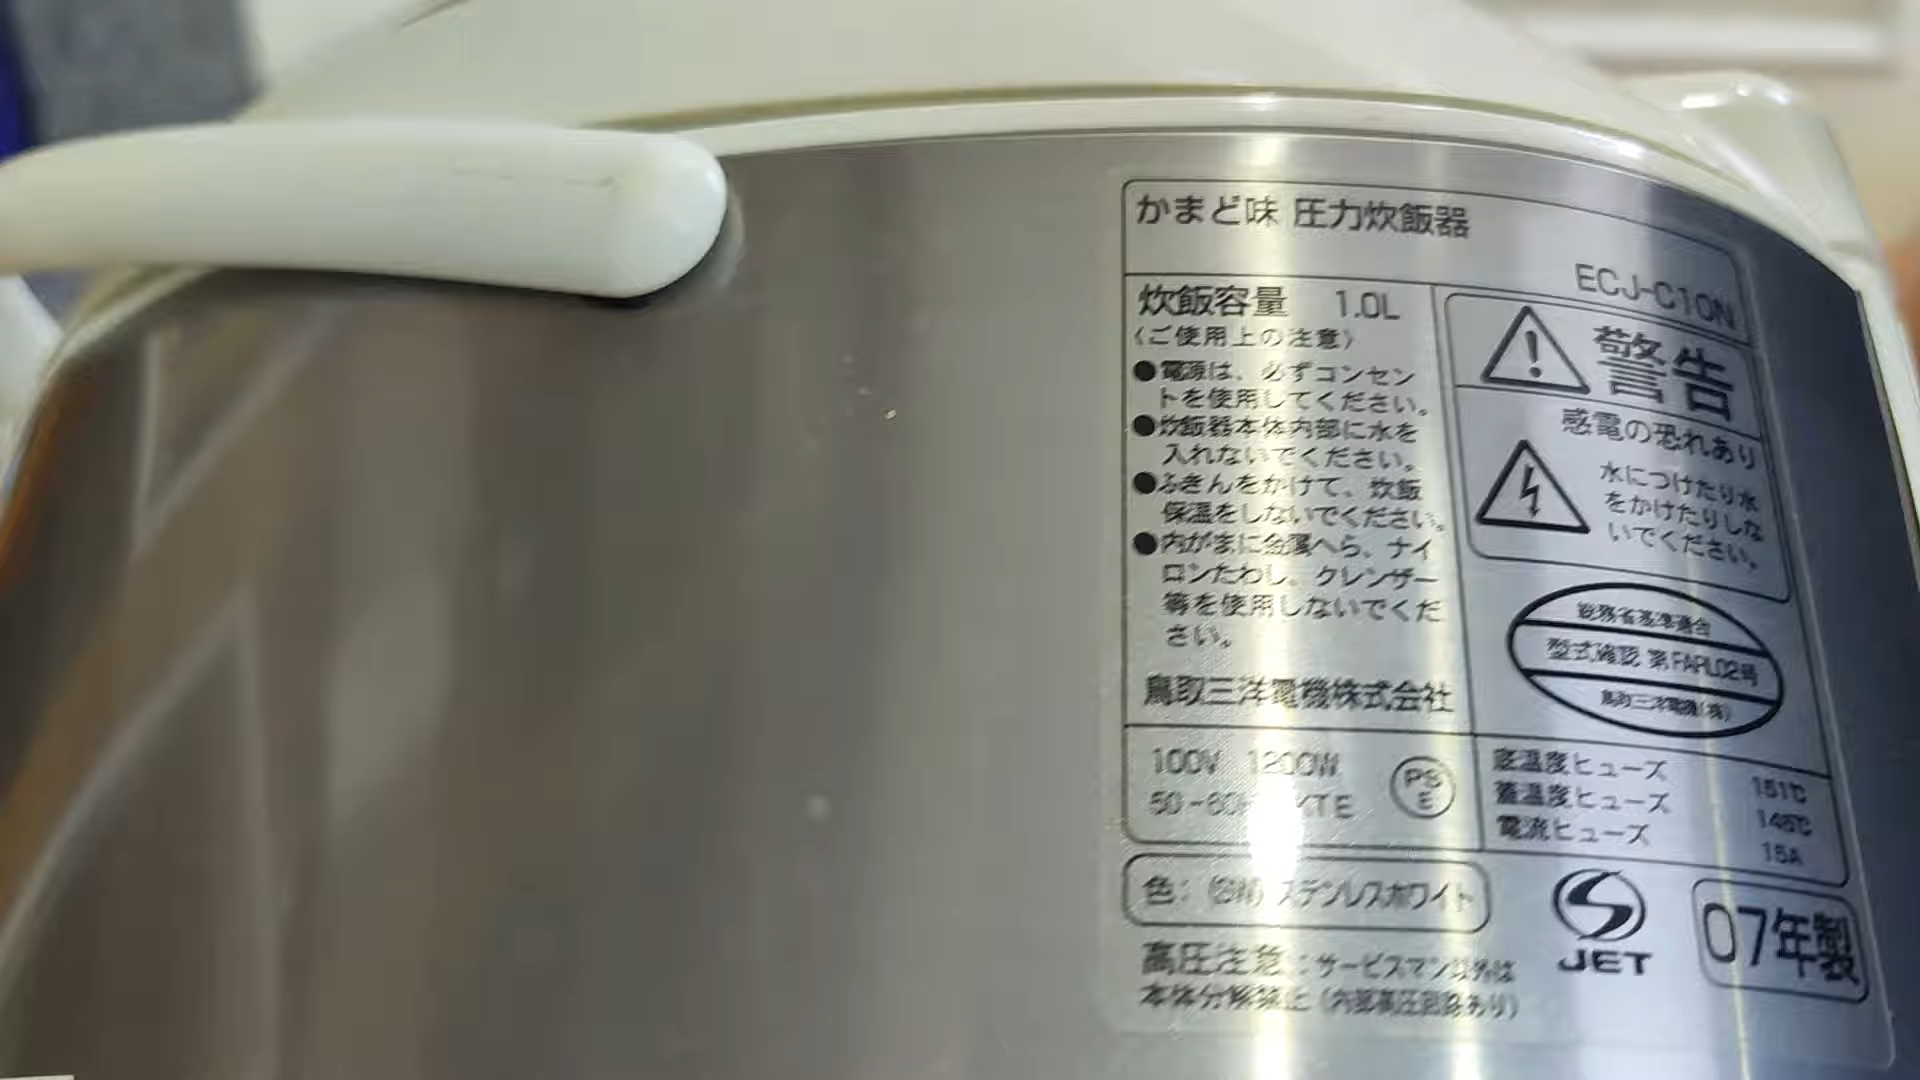 かまど味 圧力炊飯器
ECJ-C10N
炊飯容量 1.0L
〈ご使用上の注意〉
●電源は、必ずコンセン
トを使用してください。
●炊飯器本体内部に水を
入れないでください。
●ふきんをかけて、炊飯
保温をしないでください。
●内がまに金属へら、ナイ
ロンたわし、クレンザー
等を使用しないでくだ
さい。
鳥取三洋電機株式会社
警告
感電の恐れあり
水につけたり水
をかけたりしな
いでください。
総務省基準適合
型式確認 第FARL02号
鳥取三洋電機(株)
100V 1200W
50-60 KTE
PS
E
底温度ヒューズ 151℃
蓋温度ヒューズ
電流ヒューズ 15A
色: (SW) ステンレスホワイト
JET
07年製
高圧注意:サービスマン以外は
本体分解禁止(内部高圧回路あり)